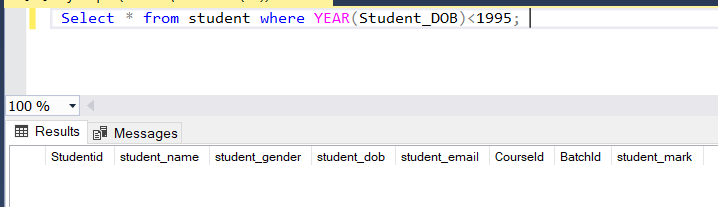 Select * from student where YEAR(Student_DOB)<1995;
100 %
Results Messages
Studentid student_name student_gender student_dob student_email CourseId BatchId student_mark